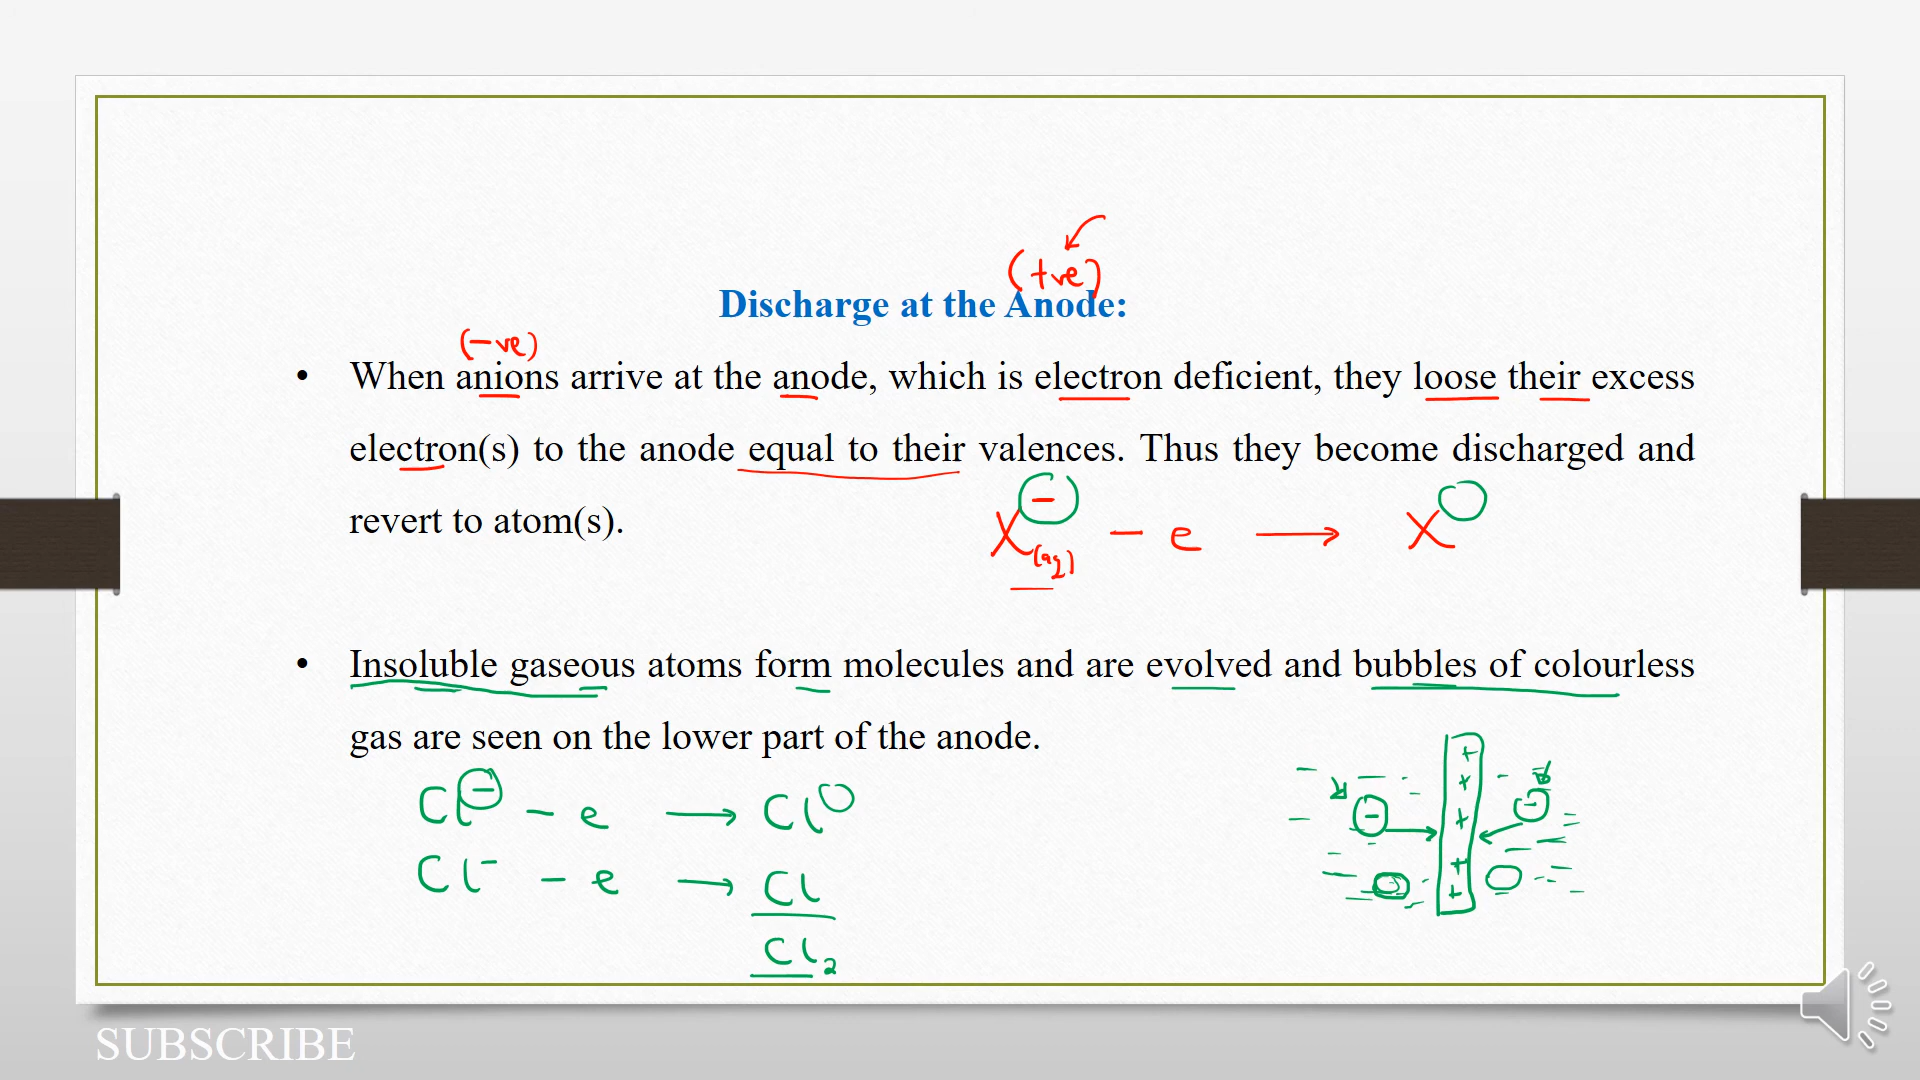 (+ve)
Discharge at the Anode:
(-ve)
• When anions arrive at the anode, which is electron deficient, they loose their excess
electron(s) to the anode equal to their valences. Thus they become discharged and
revert to atom(s).
X⁻(aq) - e → X
• Insoluble gaseous atoms form molecules and are evolved and bubbles of colourless
gas are seen on the lower part of the anode.
Cl⁻ - e → Cl
Cl⁻ - e → Cl
Cl₂
+
+
- + -
+
+
SUBSCRIBE